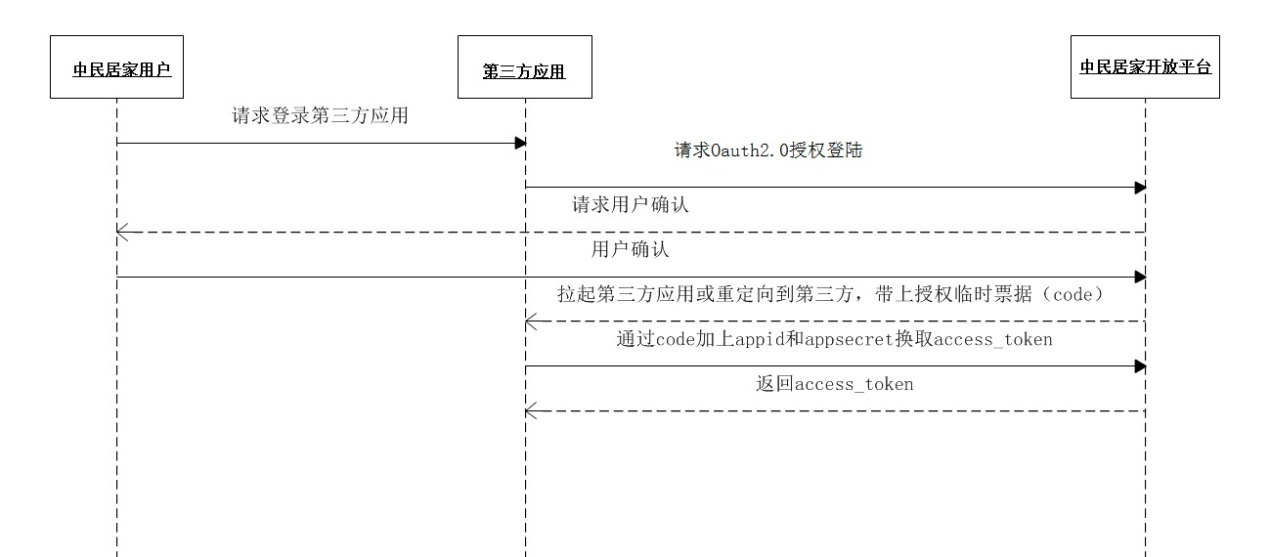 中民居家用户
第三方应用
中民居家开放平台
请求登录第三方应用
请求Oauth2.0授权登陆
请求用户确认
用户确认
拉起第三方应用或重定向到第三方，带上授权临时票据（code）
通过code加上appid和appsecret换取access_token
返回access_token